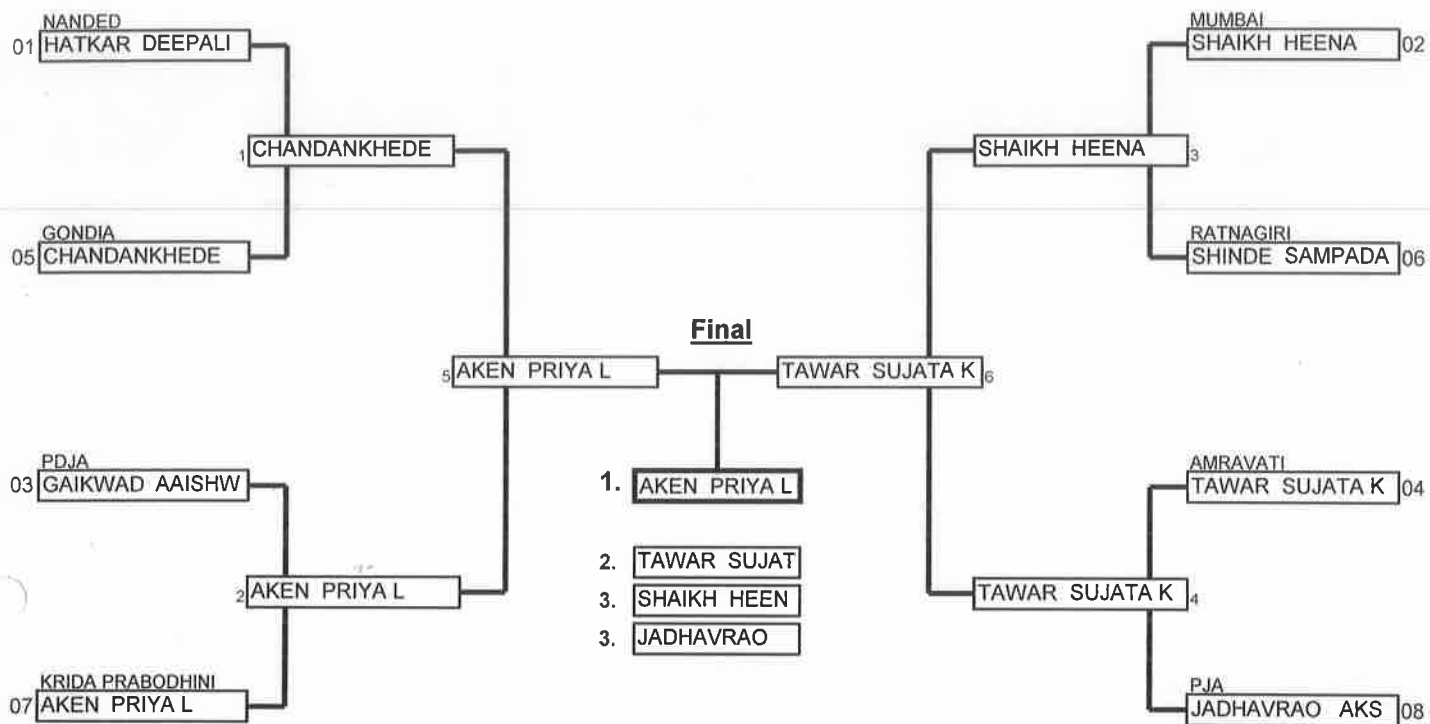 NANDED
01 HATKAR DEEPALI
1 CHANDANKHEDE
GONDIA
05 CHANDANKHEDE
5 AKEN PRIYA L
PDJA
03 GAIKWAD AAISHW
2 AKEN PRIYA L
KRIDA PRABODHINI
07 AKEN PRIYA L
Final
1. AKEN PRIYA L
2. TAWAR SUJAT
3. SHAIKH HEEN
3. JADHAVRAO
MUMBAI
SHAIKH HEENA 02
SHAIKH HEENA 3
RATNAGIRI
SHINDE SAMPADA 06
TAWAR SUJATA K 6
AMRAVATI
TAWAR SUJATA K 04
TAWAR SUJATA K 4
PJA
JADHAVRAO AKS 08